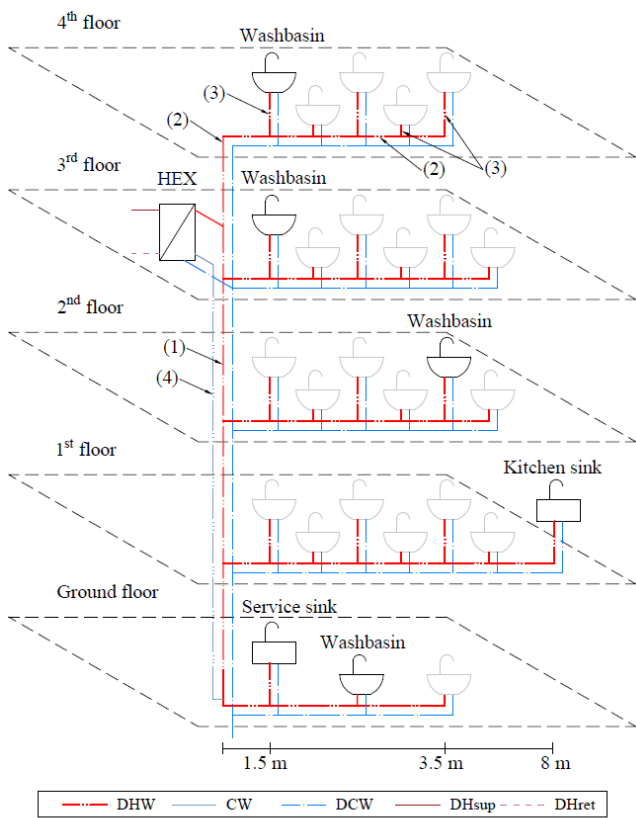 4th floor
Washbasin
(3)
(2)
3rd floor
(2)
(3)
HEX
Washbasin
2nd floor
Washbasin
(1)
(4)
1st floor
Kitchen sink
Ground floor
Service sink
Washbasin
1.5 m 3.5 m 8 m
DHW CW DCW DHsup DHret